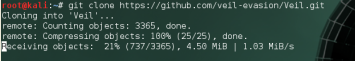 root@kali:~# git clone https://github.com/veil-evasion/Veil.git
Cloning into 'Veil'...
remote: Counting objects: 3365, done.
remote: Compressing objects: 100% (25/25), done.
Receiving objects:  21% (737/3365), 4.50 MiB | 1.03 MiB/s